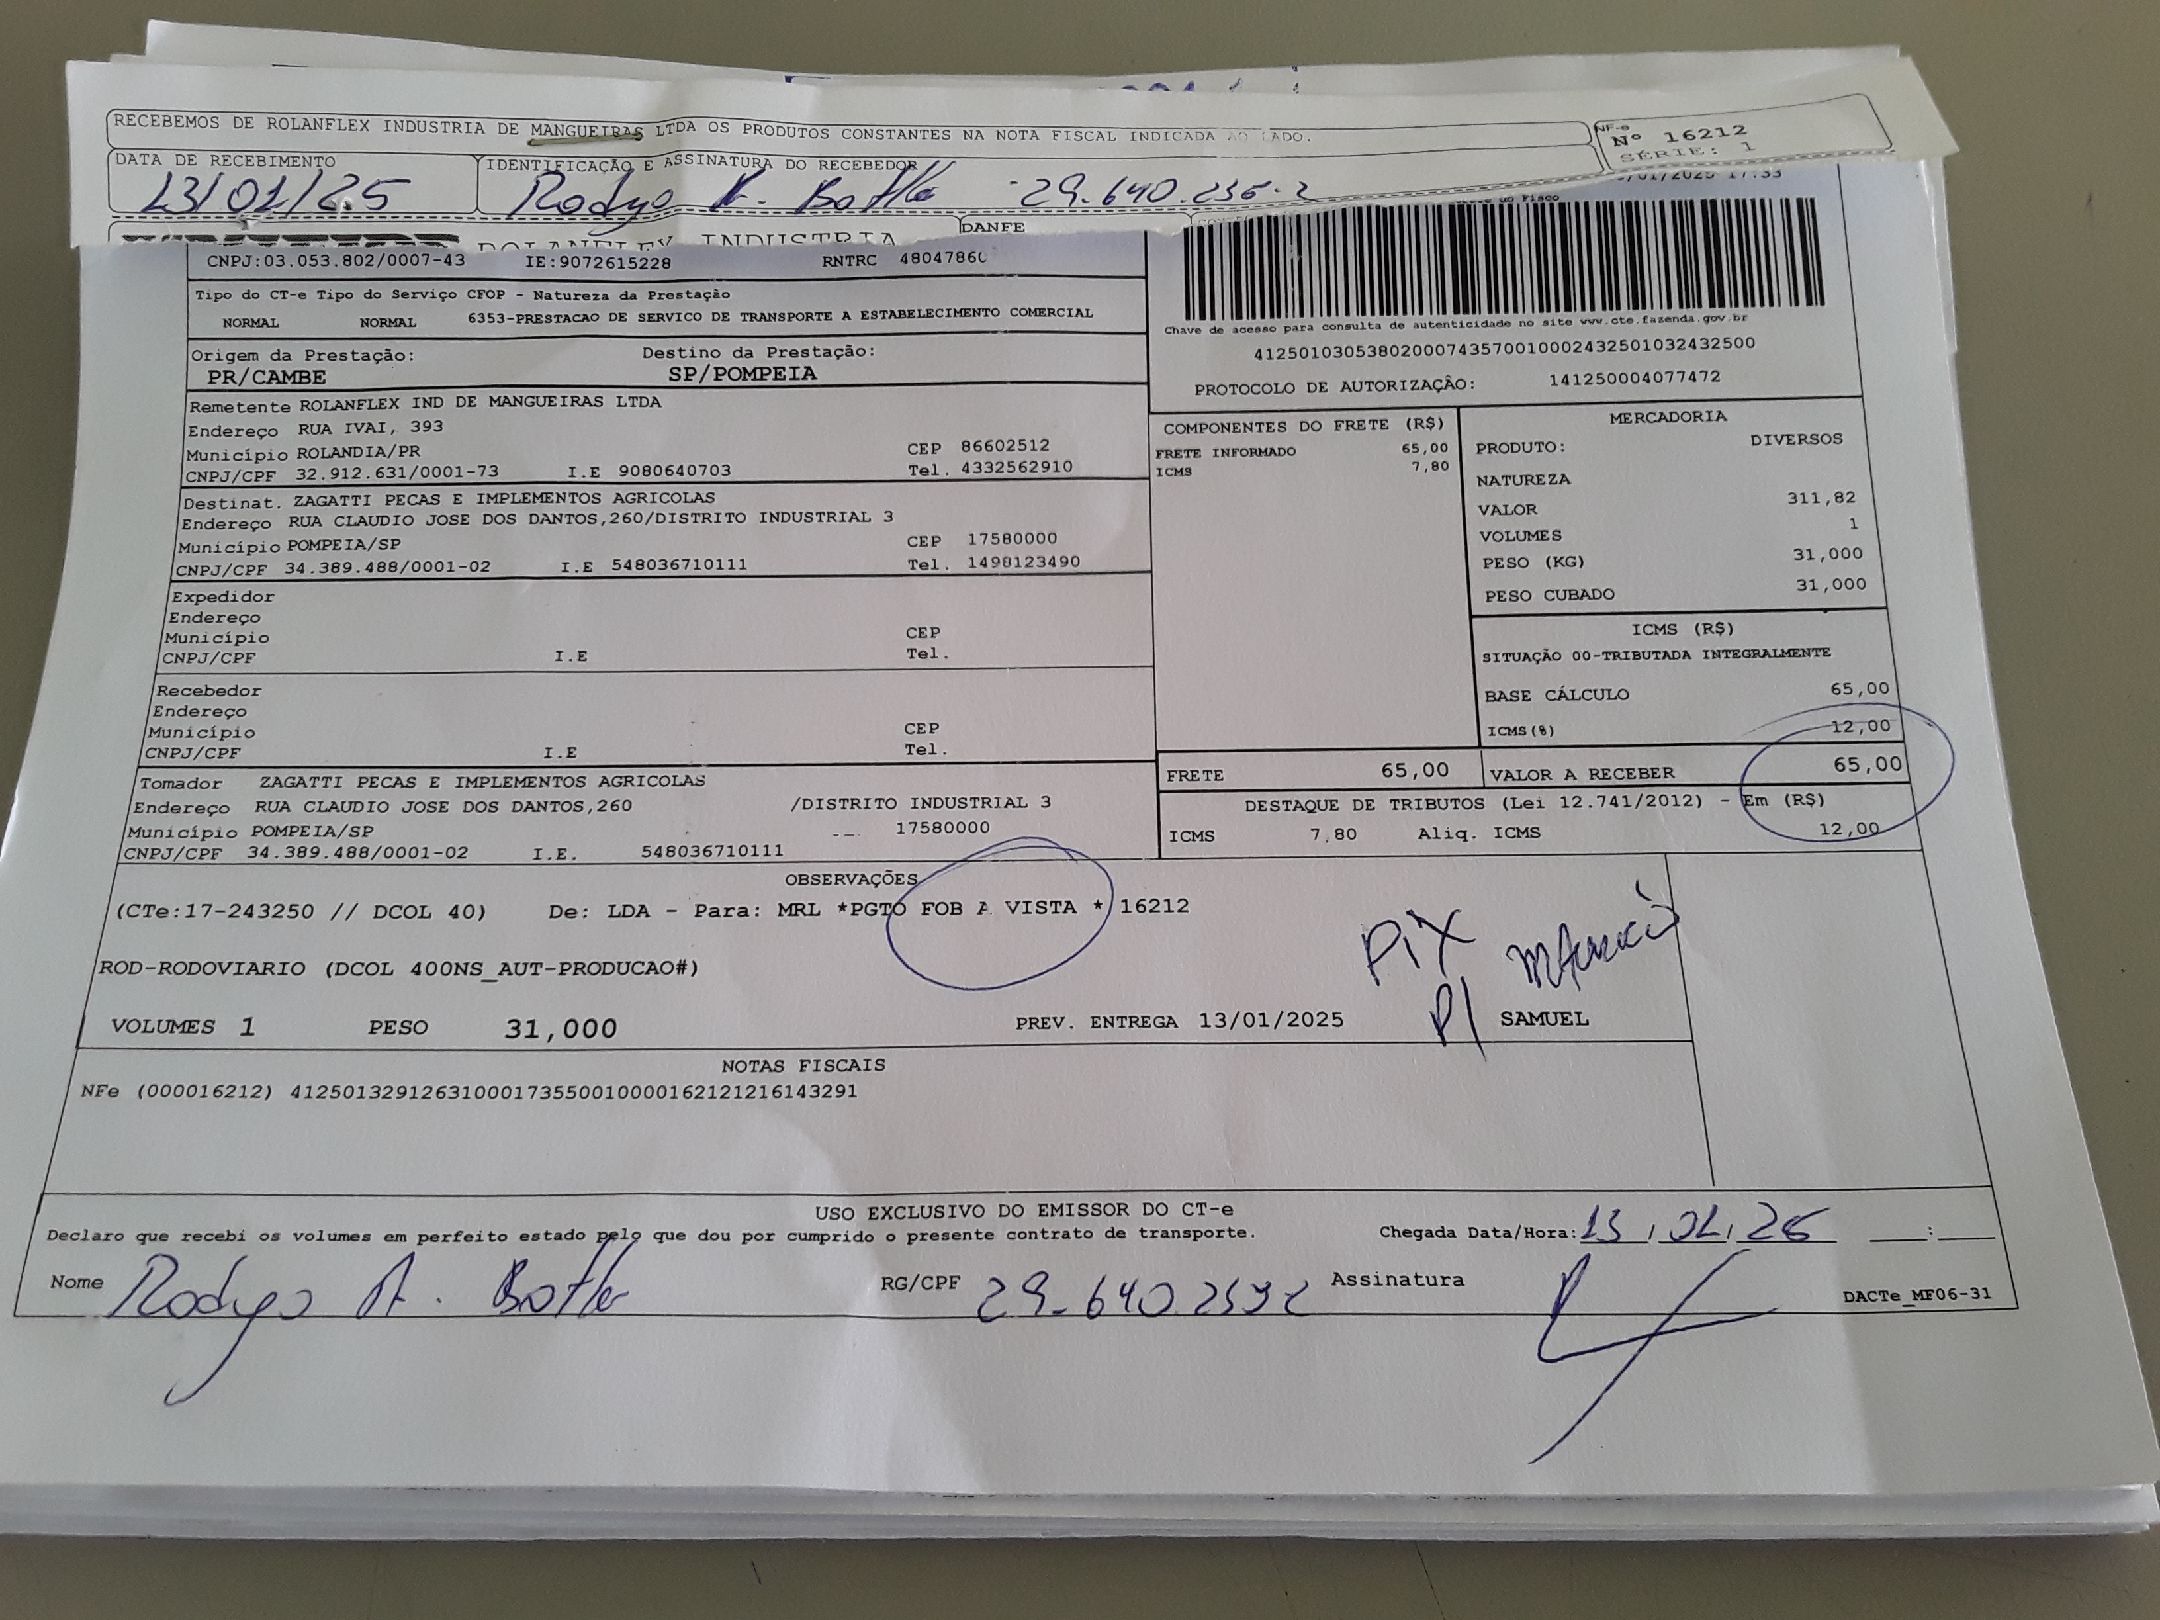 RECEBEMOS DE ROLANFLEX INDUSTRIA DE MANGUEIRAS LTDA OS PRODUTOS CONSTANTES NA NOTA FISCAL INDICADA AO LADO.
NF-e
Nº 16212
SÉRIE: 1
DATA DE RECEBIMENTO
IDENTIFICAÇÃO E ASSINATURA DO RECEBEDOR
13/01/25
Rodygo A.
ROLANFLEX INDUSTRIA
DANFE
CNPJ:03.053.802/0007-43 IE:9072615228 RNTRC 4804786
Tipo do CT-e Tipo do Serviço CFOP - Natureza da Prestação
NORMAL NORMAL 6353-PRESTACAO DE SERVICO DE TRANSPORTE A ESTABELECIMENTO COMERCIAL
Origem da Prestação: Destino da Prestação:
PR/CAMBE SP/POMPEIA
Remetente ROLANFLEX IND DE MANGUEIRAS LTDA
Endereço RUA IVAI, 393
Município ROLANDIA/PR CEP 86602512
CNPJ/CPF 32.912.631/0001-73 I.E 9080640703 Tel. 4332562910
Destinat. ZAGATTI PECAS E IMPLEMENTOS AGRICOLAS
Endereço RUA CLAUDIO JOSE DOS DANTOS,260/DISTRITO INDUSTRIAL 3
Município POMPEIA/SP CEP 17580000
CNPJ/CPF 34.389.488/0001-02 I.E 548036710111 Tel. 1498123490
Expedidor
Endereço
Município CEP
CNPJ/CPF I.E Tel.
Recebedor
Endereço
Município CEP
CNPJ/CPF I.E Tel.
Tomador ZAGATTI PECAS E IMPLEMENTOS AGRICOLAS
Endereço RUA CLAUDIO JOSE DOS DANTOS,260 /DISTRITO INDUSTRIAL 3
Município POMPEIA/SP 17580000
CNPJ/CPF 34.389.488/0001-02 I.E. 548036710111
Chave de acesso para consulta de autenticidade no site www.cte.fazenda.gov.br
41250103053802000743570010002432501032432500
PROTOCOLO DE AUTORIZAÇÃO: 141250004077472
COMPONENTES DO FRETE (R$)
FRETE INFORMADO 65,00
ICMS 7,80
MERCADORIA
PRODUTO: DIVERSOS
NATUREZA
VALOR 311,82
VOLUMES 1
PESO (KG) 31,000
PESO CUBADO 31,000
ICMS (R$)
SITUAÇÃO 00-TRIBUTADA INTEGRALMENTE
BASE CÁLCULO 65,00
ICMS(%) 12,00
FRETE 65,00 VALOR A RECEBER 65,00
DESTAQUE DE TRIBUTOS (Lei 12.741/2012) - Em (R$)
ICMS 7,80 Aliq. ICMS 12,00
OBSERVAÇÕES
(CTe:17-243250 // DCOL 40) De: LDA - Para: MRL *PGTO FOB A VISTA * 16212
PIX
ROD-RODOVIARIO (DCOL 400NS_AUT-PRODUCAO#)
P/
VOLUMES 1 PESO 31,000 PREV. ENTREGA 13/01/2025 SAMUEL
NOTAS FISCAIS
NFe (000016212) 41250132912631000173550010000162121216143291
USO EXCLUSIVO DO EMISSOR DO CT-e
Declaro que recebi os volumes em perfeito estado pelo que dou por cumprido o presente contrato de transporte. Chegada Data/Hora: ___:___
Nome Rodygo A. RG/CPF Assinatura
DACTe_MF06-31